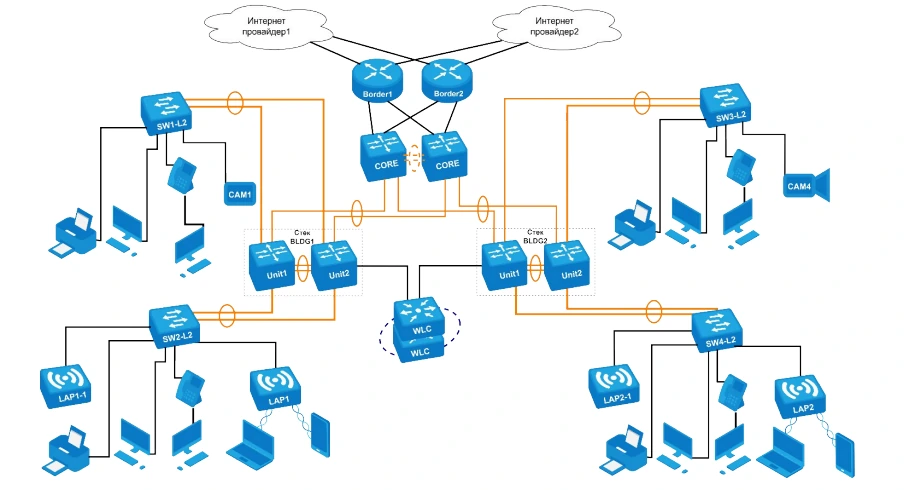 Интернет
провайдер1
Интернет
провайдер2
Border1
Border2
SW1-L2
SW3-L2
CORE
CORE
CAM1
CAM4
Стек
BLDG1
Стек
BLDG2
Unit1
Unit2
Unit1
Unit2
WLC
WLC
SW2-L2
SW4-L2
LAP1-1
LAP1
LAP2-1
LAP2